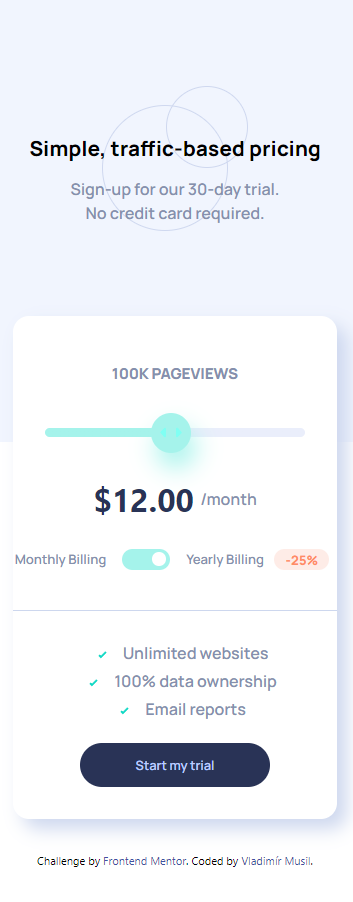 Simple, traffic-based pricing
Sign-up for our 30-day trial.
No credit card required.
100K PAGEVIEWS
$12.00 /month
Monthly Billing Yearly Billing -25%
Unlimited websites
100% data ownership
Email reports
Start my trial
Challenge by Frontend Mentor. Coded by Vladimír Musil.